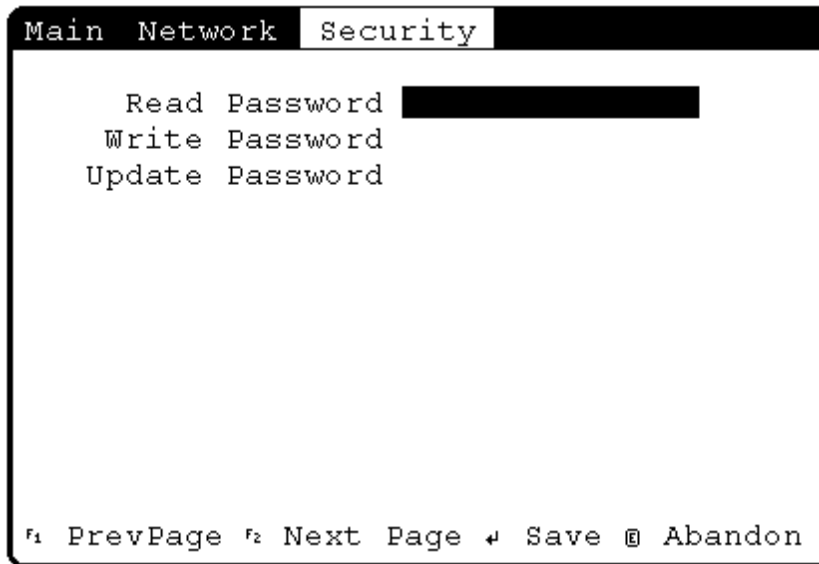 Main Network Security
Read Password
Write Password
Update Password
F1 PrevPage F2 Next Page ↵ Save E Abandon